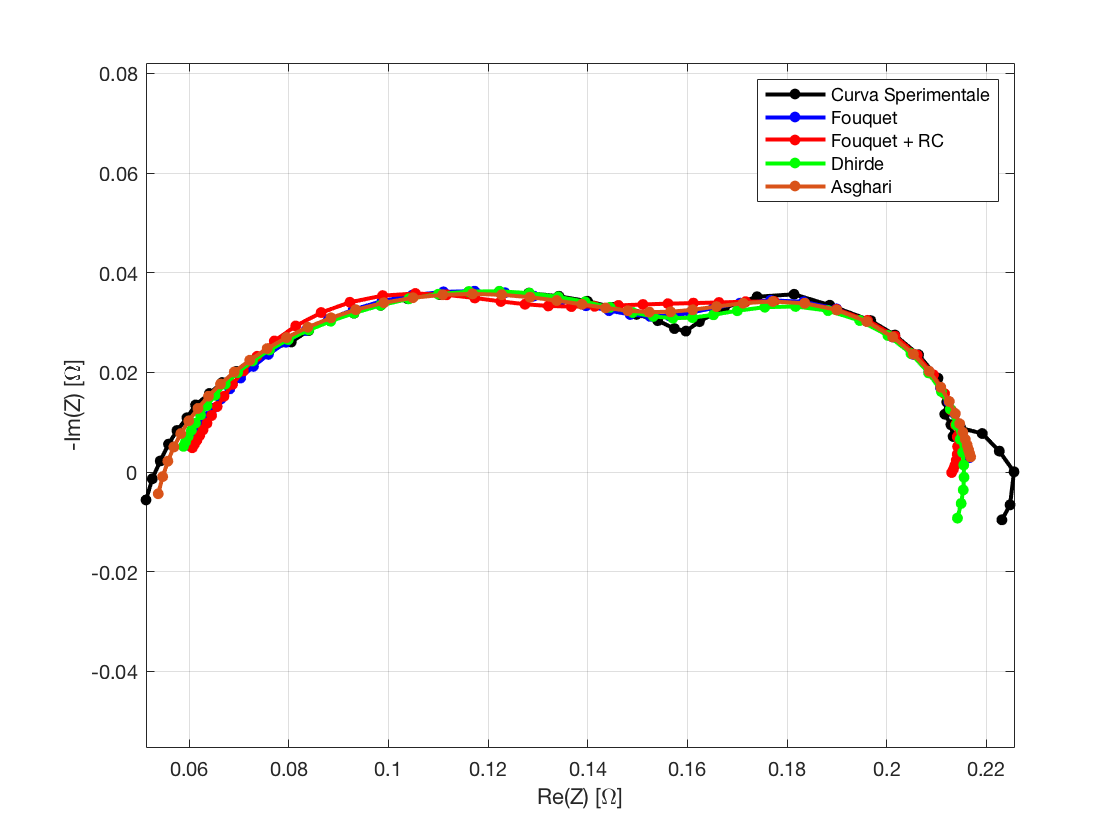 0.08
0.06
0.04
0.02
0
-0.02
-0.04
-Im(Z) [Ω]
Curva Sperimentale
Fouquet
Fouquet + RC
Dhirde
Asghari
0.06 0.08 0.1 0.12 0.14 0.16 0.18 0.2 0.22
Re(Z) [Ω]